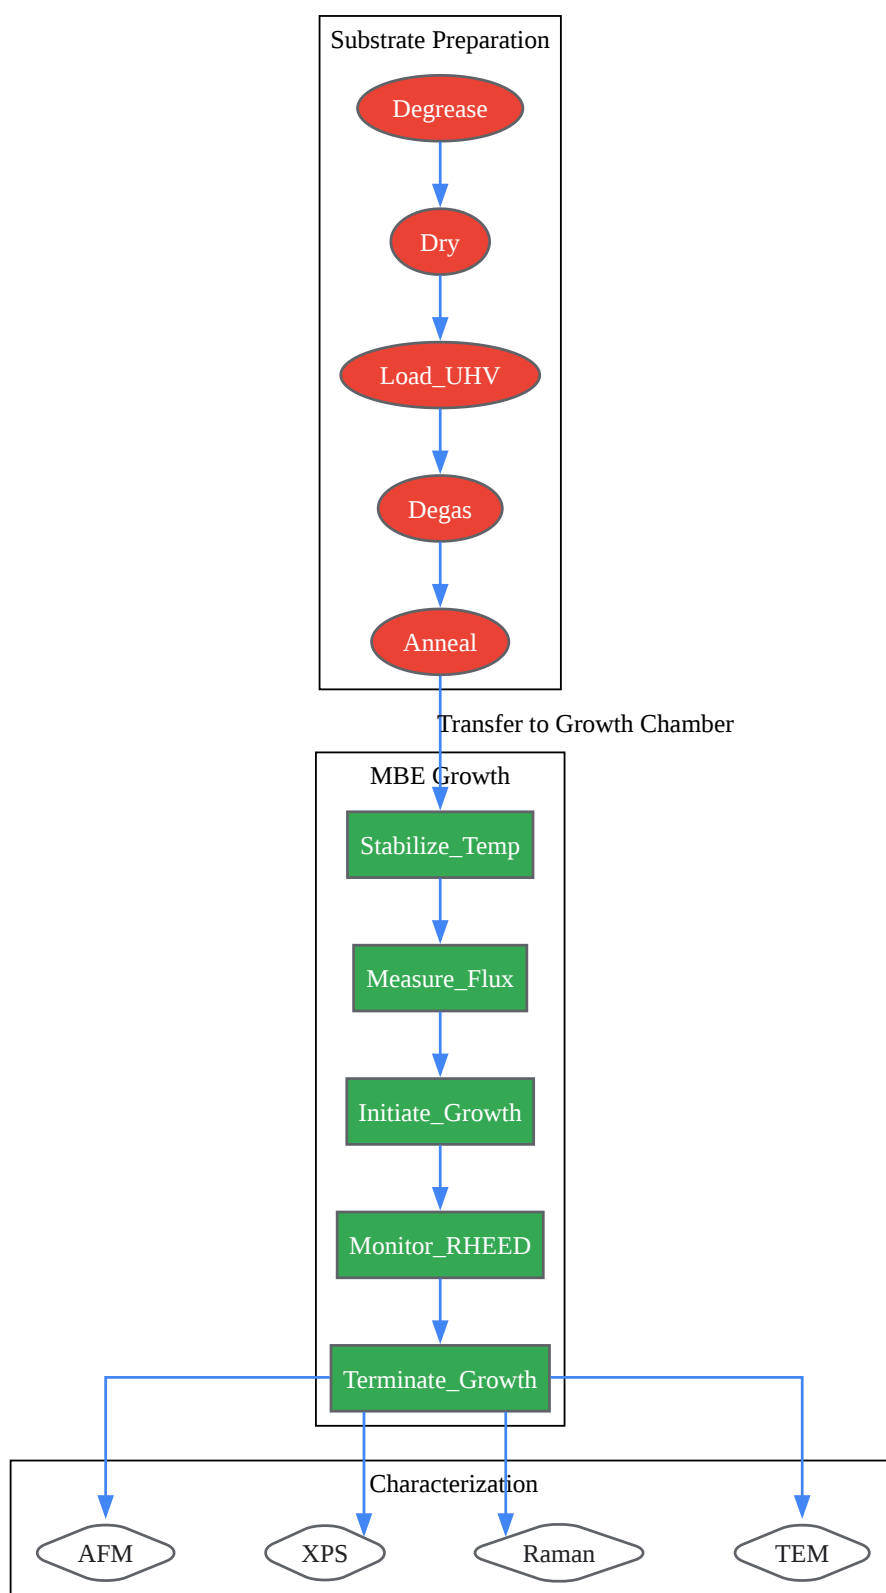 Substrate Preparation
Degrease
Dry
Load_UHV
Degas
Anneal
Transfer to Growth Chamber
MBE Growth
Stabilize_Temp
Measure_Flux
Initiate_Growth
Monitor_RHEED
Terminate_Growth
Characterization
AFM
XPS
Raman
TEM